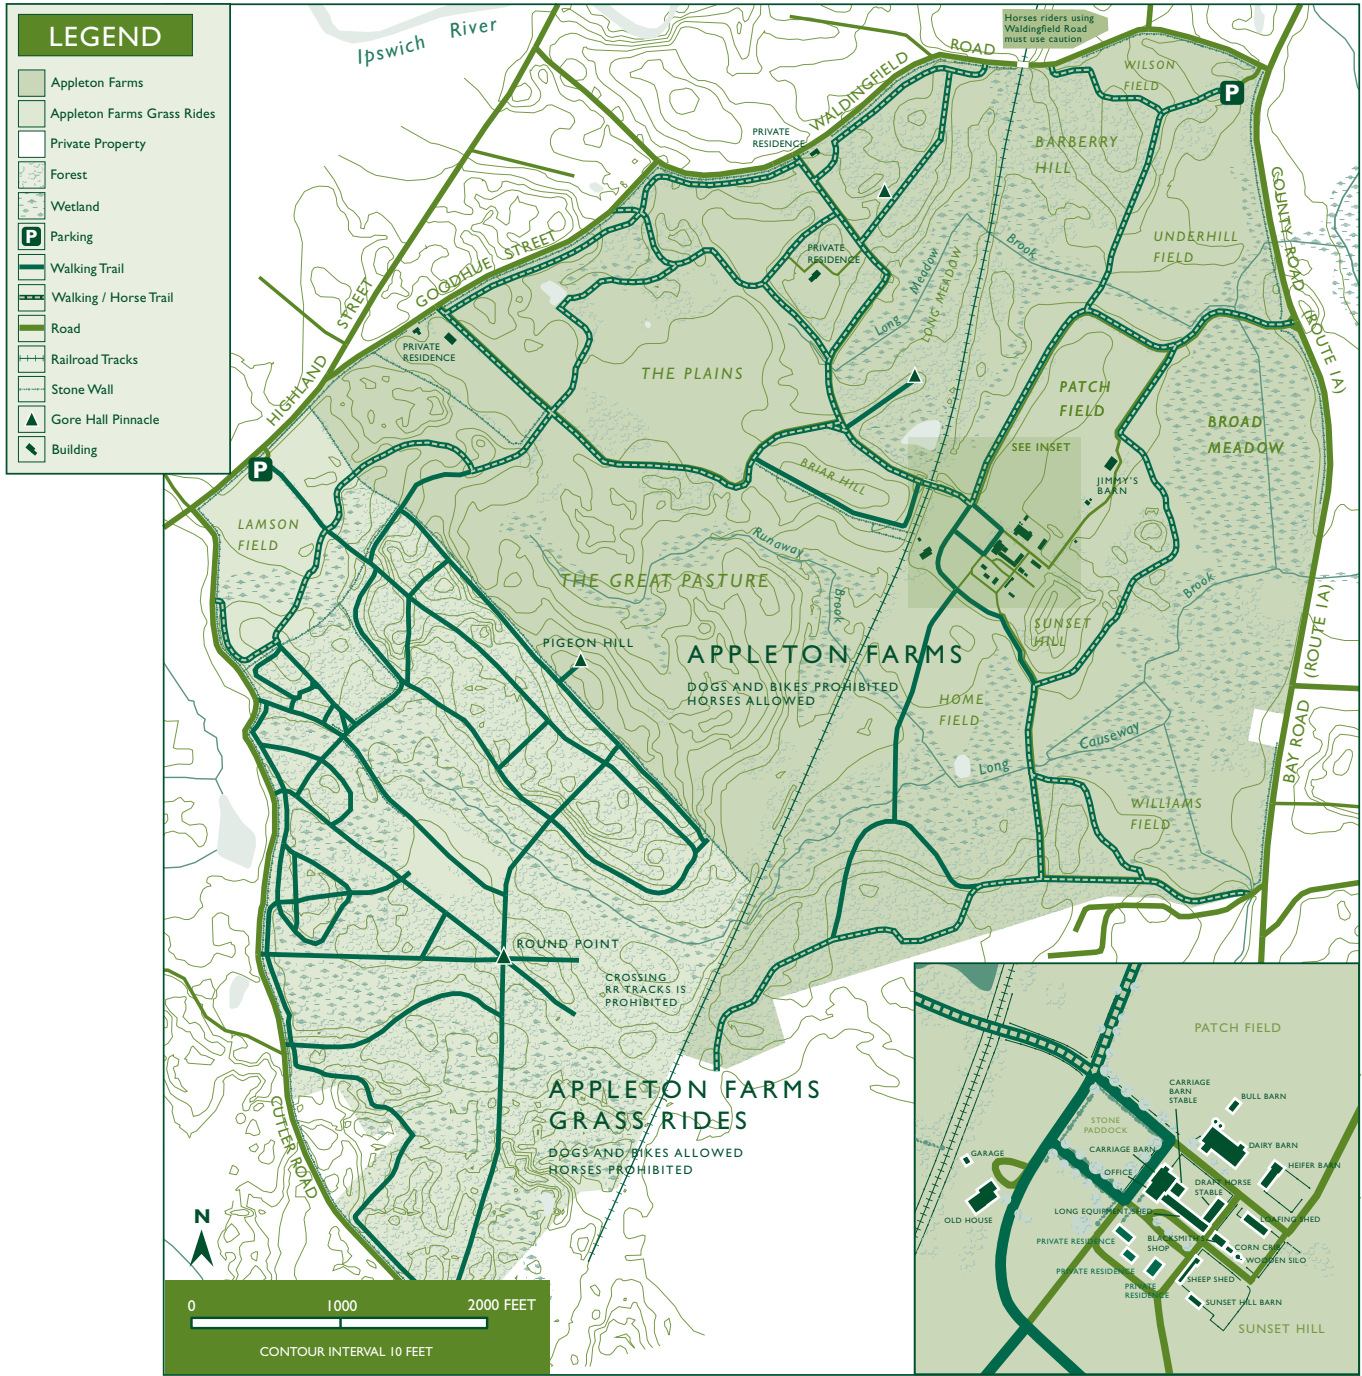 LEGEND
Appleton Farms
Appleton Farms Grass Rides
Private Property
Forest
Wetland
P
Parking
Walking Trail
Walking / Horse Trail
Road
Railroad Tracks
Stone Wall
Gore Hall Pinnacle
Building
Ipswich River
Horses riders using
Waldingfield Road
must use caution
WALDINGFIELD ROAD
WILSON
FIELD
P
PRIVATE
RESIDENCE
BARBERRY
HILL
COUNTY ROAD (ROUTE 1A)
UNDERHILL
FIELD
Brook
PRIVATE
RESIDENCE
Long Meadow
LONG MEADOW
GOODHUE STREET
HIGHLAND STREET
PRIVATE
RESIDENCE
THE PLAINS
PATCH
FIELD
BROAD
MEADOW
SEE INSET
P
BRIAR HILL
JIMMY'S
BARN
LAMSON
FIELD
Runaway
Brook
THE GREAT PASTURE
Brook
SUNSET
HILL
PIGEON HILL
APPLETON FARMS
DOGS AND BIKES PROHIBITED
HORSES ALLOWED
HOME
FIELD
BAY ROAD (ROUTE 1A)
Long Causeway
WILLIAMS
FIELD
ROUND POINT
CROSSING
RR TRACKS IS
PROHIBITED
APPLETON FARMS
GRASS RIDES
DOGS AND BIKES ALLOWED
HORSES PROHIBITED
CUTLER ROAD
N
0 1000 2000 FEET
CONTOUR INTERVAL 10 FEET
PATCH FIELD
CARRIAGE
BARN
STABLE
BULL BARN
STONE
PADDOCK
DAIRY BARN
CARRIAGE BARN
GARAGE
HEIFER BARN
OFFICE
DRAFT HORSE
STABLE
OLD HOUSE
LONG EQUIPMENT SHED
LOAFING SHED
PRIVATE RESIDENCE
BLACKSMITH'S
SHOP
CORN CRIB
WOODEN SILO
PRIVATE RESIDENCE
SHEEP SHED
PRIVATE
RESIDENCE
SUNSET HILL BARN
SUNSET HILL